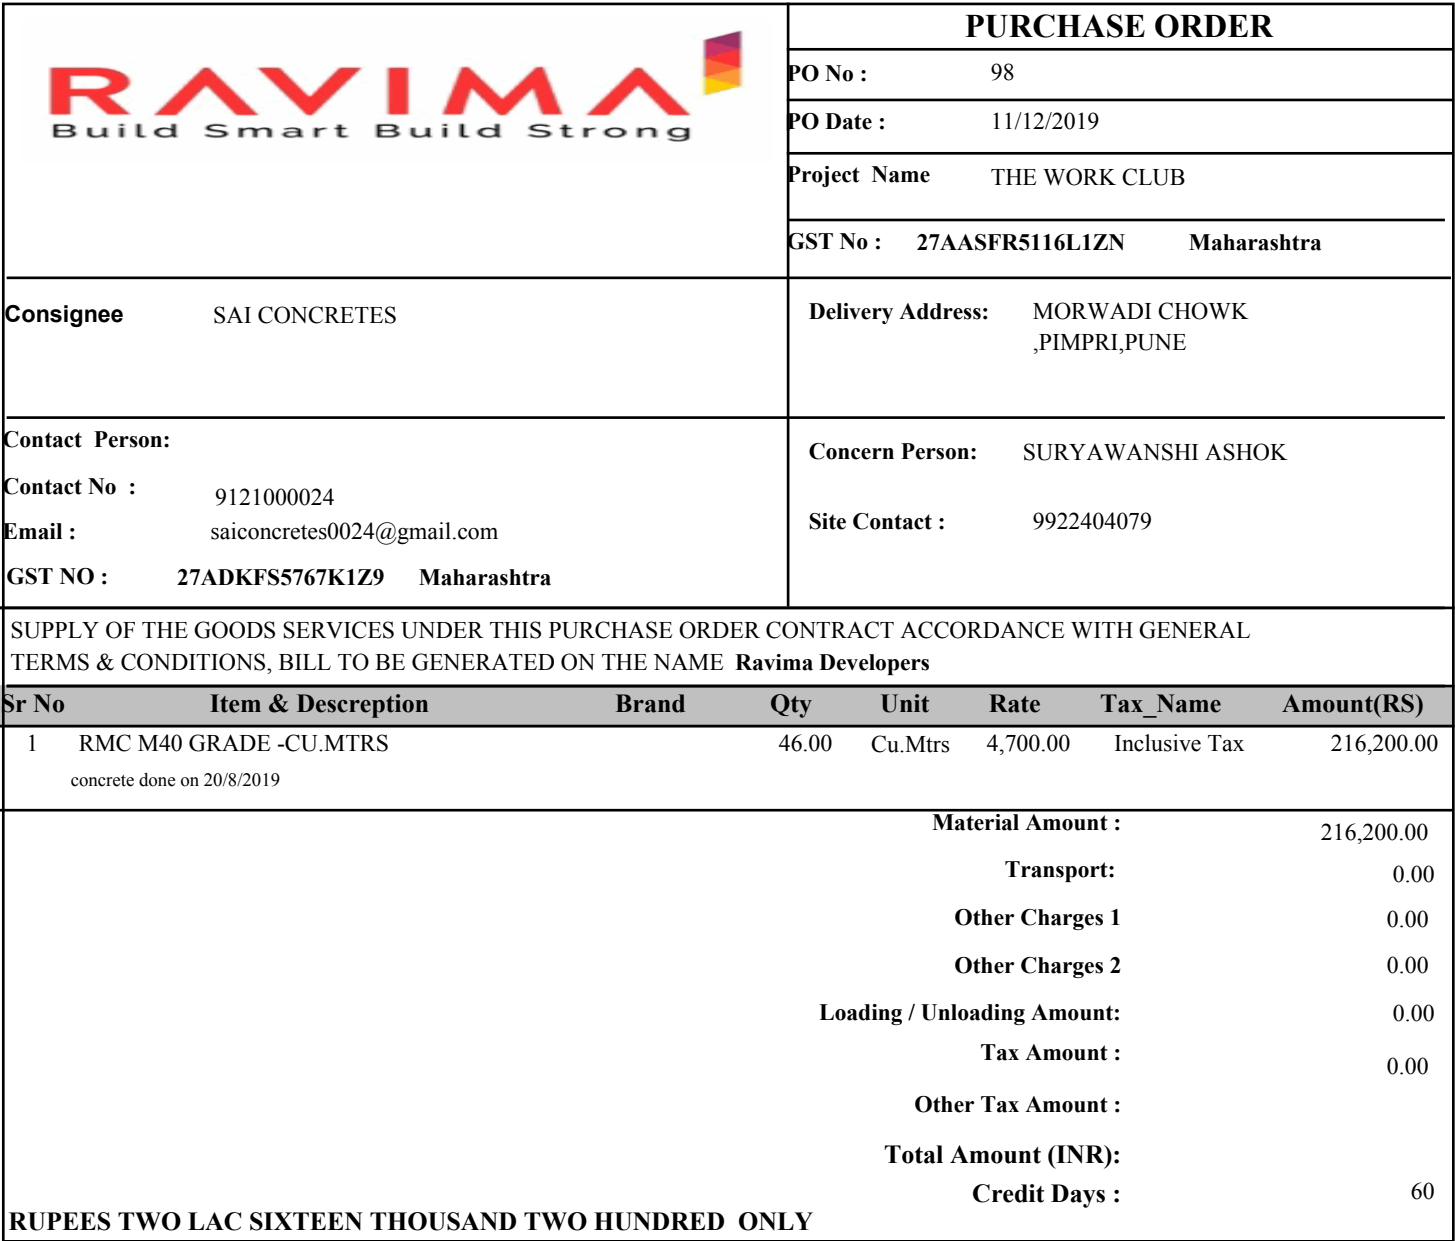 RAVIMA
Build Smart Build Strong
PURCHASE ORDER
PO No : 98
PO Date : 11/12/2019
Project Name THE WORK CLUB
GST No : 27AASFR5116L1ZN Maharashtra
Consignee SAI CONCRETES
Delivery Address: MORWADI CHOWK
,PIMPRI,PUNE
Contact Person:
Contact No : 9121000024
Email : saiconcretes0024@gmail.com
GST NO : 27ADKFS5767K1Z9 Maharashtra
Concern Person: SURYAWANSHI ASHOK
Site Contact : 9922404079
SUPPLY OF THE GOODS SERVICES UNDER THIS PURCHASE ORDER CONTRACT ACCORDANCE WITH GENERAL
TERMS & CONDITIONS, BILL TO BE GENERATED ON THE NAME Ravima Developers
Sr No Item & Descreption Brand Qty Unit Rate Tax_Name Amount(RS)
1 RMC M40 GRADE -CU.MTRS 46.00 Cu.Mtrs 4,700.00 Inclusive Tax 216,200.00
concrete done on 20/8/2019
Material Amount : 216,200.00
Transport: 0.00
Other Charges 1 0.00
Other Charges 2 0.00
Loading / Unloading Amount: 0.00
Tax Amount : 0.00
Other Tax Amount :
Total Amount (INR):
Credit Days : 60
RUPEES TWO LAC SIXTEEN THOUSAND TWO HUNDRED ONLY